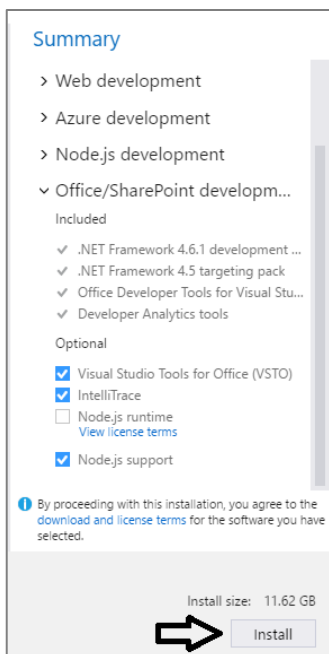 Summary
Web development
Azure development
Node.js development
Office/SharePoint developm...
Included
.NET Framework 4.6.1 development ...
.NET Framework 4.5 targeting pack
Office Developer Tools for Visual Stu...
Developer Analytics tools
Optional
Visual Studio Tools for Office (VSTO)
IntelliTrace
Node.js runtime
View license terms
Node.js support
By proceeding with this installation, you agree to the
download and license terms for the software you have
selected.
Install size: 11.62 GB
Install